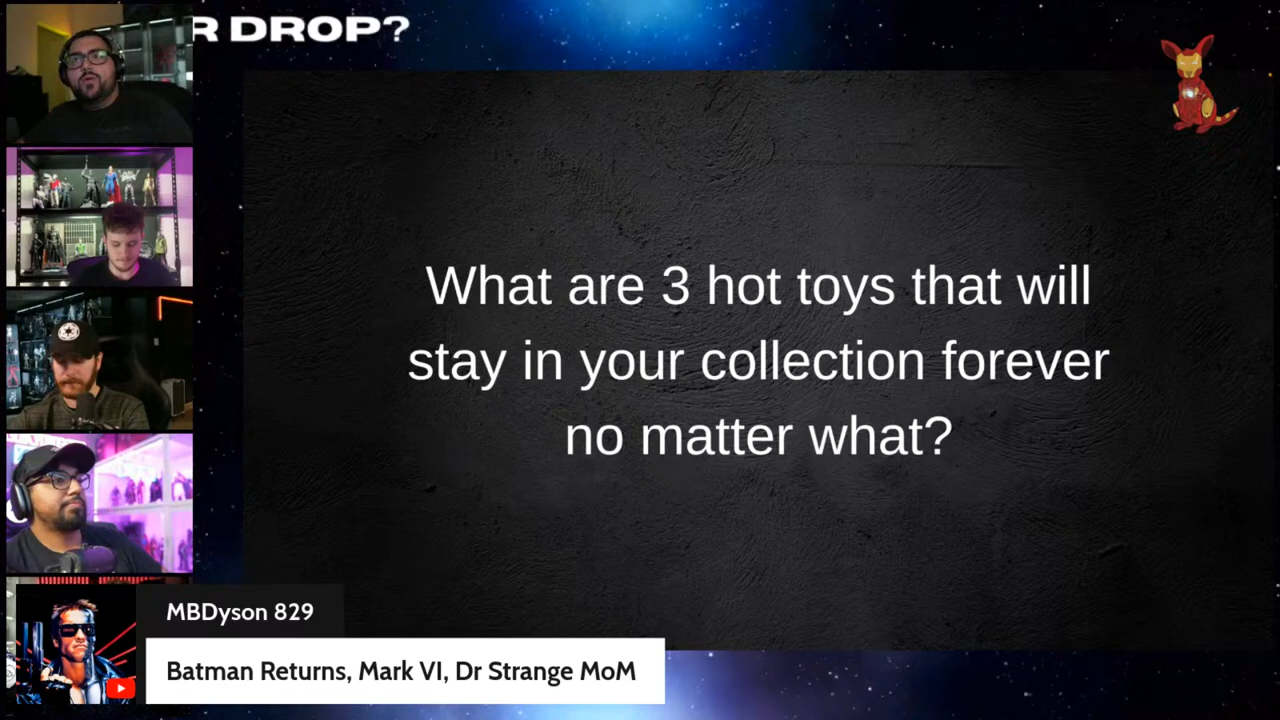 R DROP?
What are 3 hot toys that will
stay in your collection forever
no matter what?
MBDyson 829
Batman Returns, Mark VI, Dr Strange MoM